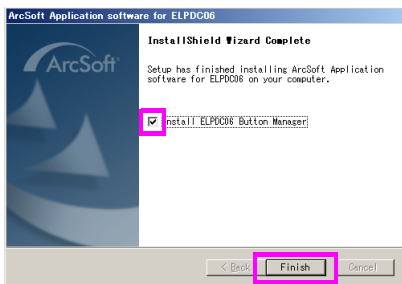 ArcSoft Application software for ELPDC06
InstallShield Wizard Complete
ArcSoft
Setup has finished installing ArcSoft Application
software for ELPDC06 on your computer.
Install ELPDC06 Button Manager
< Back Finish Cancel